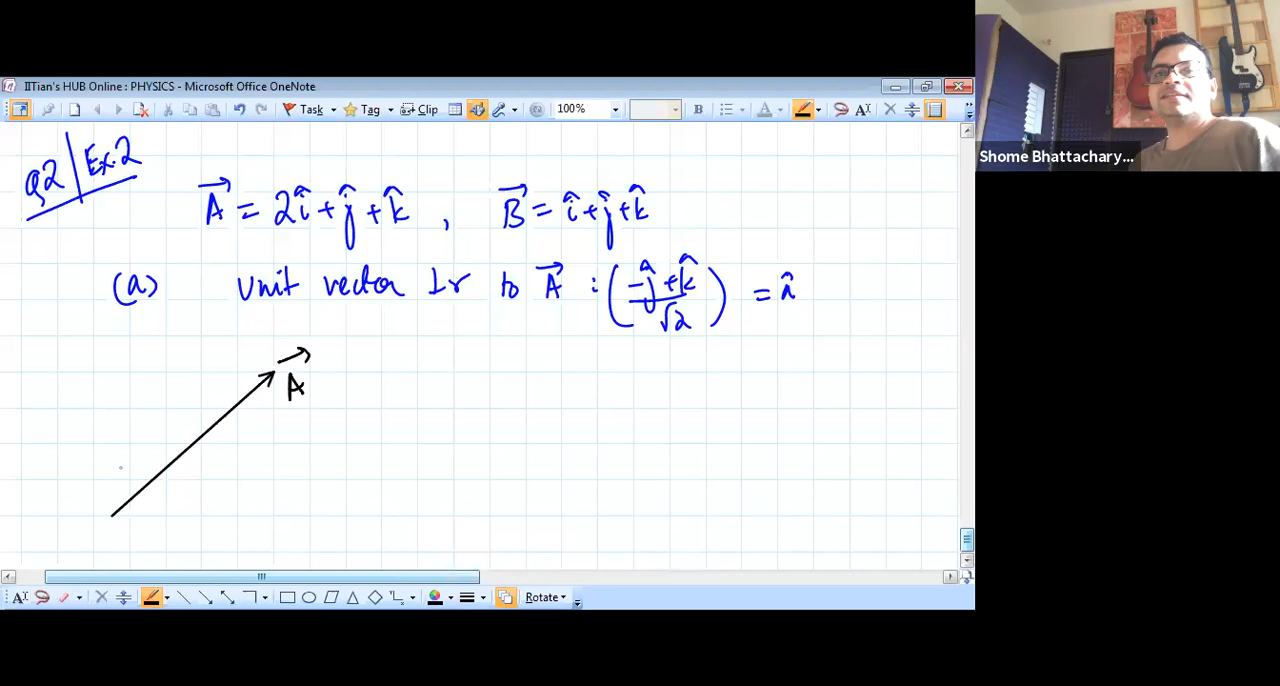 IITian's HUB Online : PHYSICS - Microsoft Office OneNote
Task Tag Clip 100% B A
Q2 | Ex.2
A⃗ = 2î + ĵ + k̂ , B⃗ = î + ĵ + k̂
(a) Unit vector ⊥r to A⃗ : (-ĵ + k̂ / √2) = n̂
A⃗
Rotate
Shome Bhattachary...